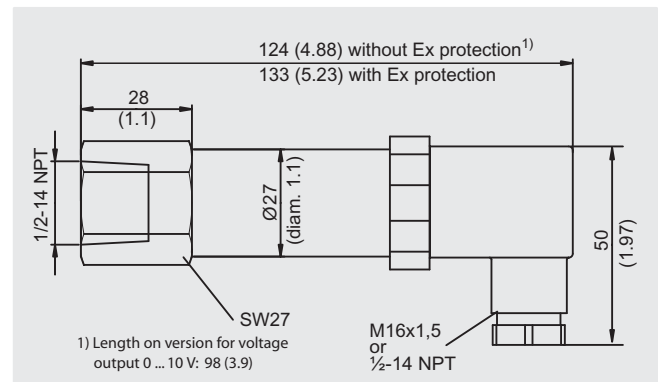 124 (4.88) without Ex protection1)
133 (5.23) with Ex protection
28
(1.1)
1/2-14 NPT
Ø27
(diam. 1.1)
50
(1.97)
SW27
1) Length on version for voltage
output 0 ... 10 V: 98 (3.9)
M16x1,5
or
½-14 NPT